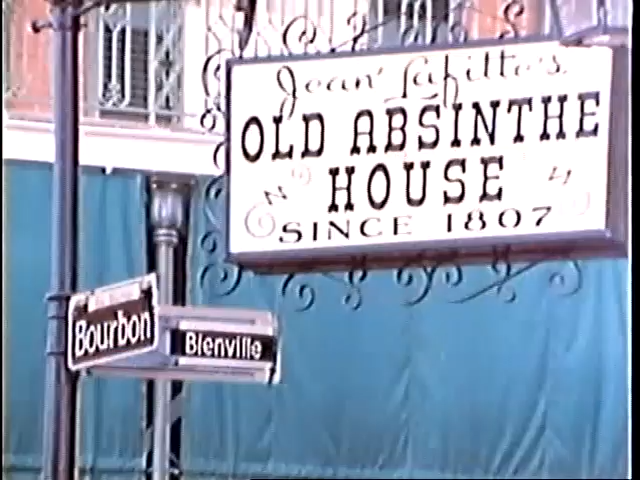 Jean Lafitte's
OLD ABSINTHE
HOUSE
SINCE 1807
Bourbon
Bienville